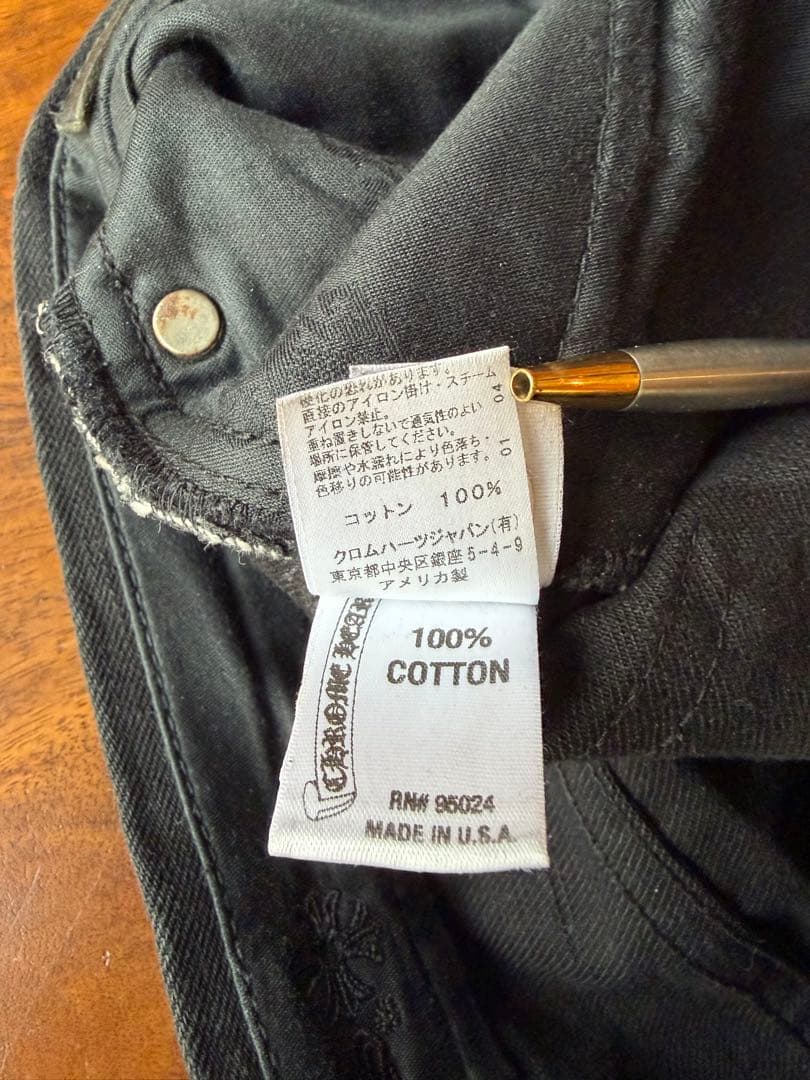 硬化の恐れがあります。
直接のアイロン掛け・スチーム
アイロン禁止。
重ね置きしないで通気性のよい
場所に保管してください。
摩擦や水濡れにより色落ち・
色移りの可能性があります。
01 04
コットン 100%
クロムハーツジャパン(有)
東京都中央区銀座5-4-9
アメリカ製
CHROME HEAR
100%
COTTON
RN# 95024
MADE IN U.S.A.